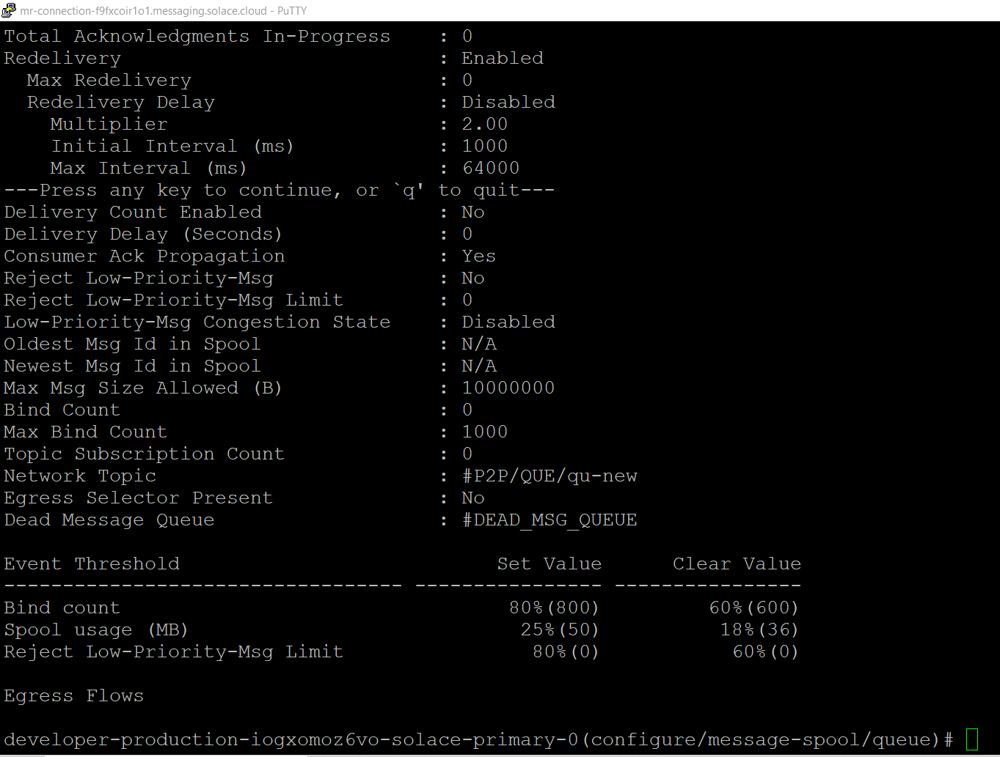 mr-connection-f9fxcoir1o1.messaging.solace.cloud - PuTTY
Total Acknowledgments In-Progress : 0
Redelivery : Enabled
Max Redelivery : 0
Redelivery Delay : Disabled
Multiplier : 2.00
Initial Interval (ms) : 1000
Max Interval (ms) : 64000
---Press any key to continue, or `q' to quit---
Delivery Count Enabled : No
Delivery Delay (Seconds) : 0
Consumer Ack Propagation : Yes
Reject Low-Priority-Msg : No
Reject Low-Priority-Msg Limit : 0
Low-Priority-Msg Congestion State : Disabled
Oldest Msg Id in Spool : N/A
Newest Msg Id in Spool : N/A
Max Msg Size Allowed (B) : 10000000
Bind Count : 0
Max Bind Count : 1000
Topic Subscription Count : 0
Network Topic : #P2P/QUE/qu-new
Egress Selector Present : No
Dead Message Queue : #DEAD_MSG_QUEUE
Event Threshold Set Value Clear Value
---------------------------------- ---------------- ----------------
Bind count 80%(800) 60%(600)
Spool usage (MB) 25%(50) 18%(36)
Reject Low-Priority-Msg Limit 80%(0) 60%(0)
Egress Flows
developer-production-iogxomoz6vo-solace-primary-0(configure/message-spool/queue)#